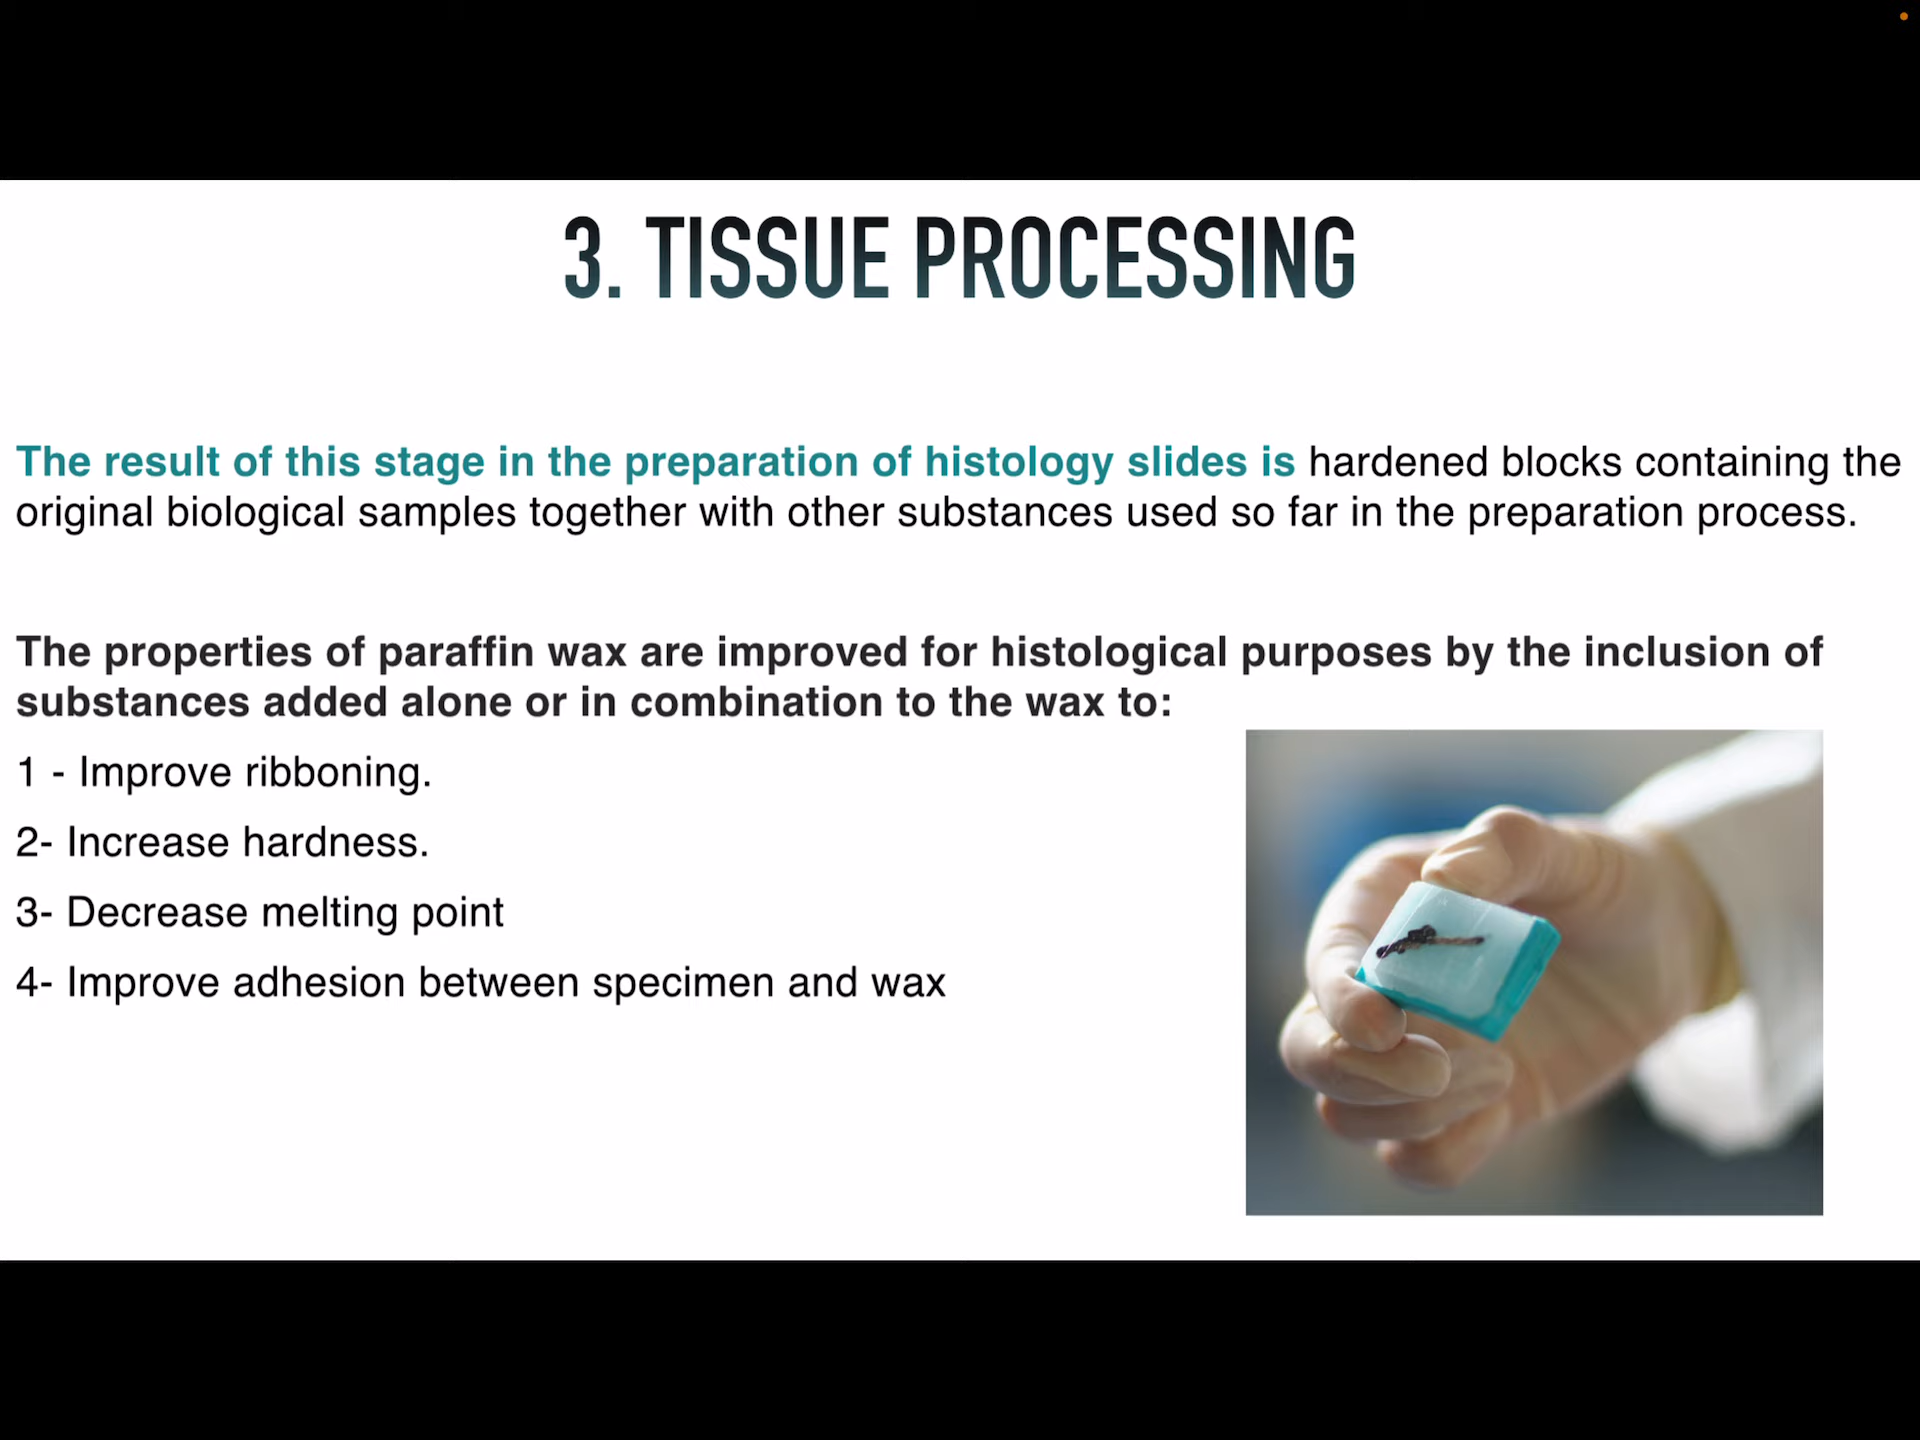 3. TISSUE PROCESSING
The result of this stage in the preparation of histology slides is hardened blocks containing the
original biological samples together with other substances used so far in the preparation process.
The properties of paraffin wax are improved for histological purposes by the inclusion of
substances added alone or in combination to the wax to:
1 - Improve ribboning.
2- Increase hardness.
3- Decrease melting point
4- Improve adhesion between specimen and wax